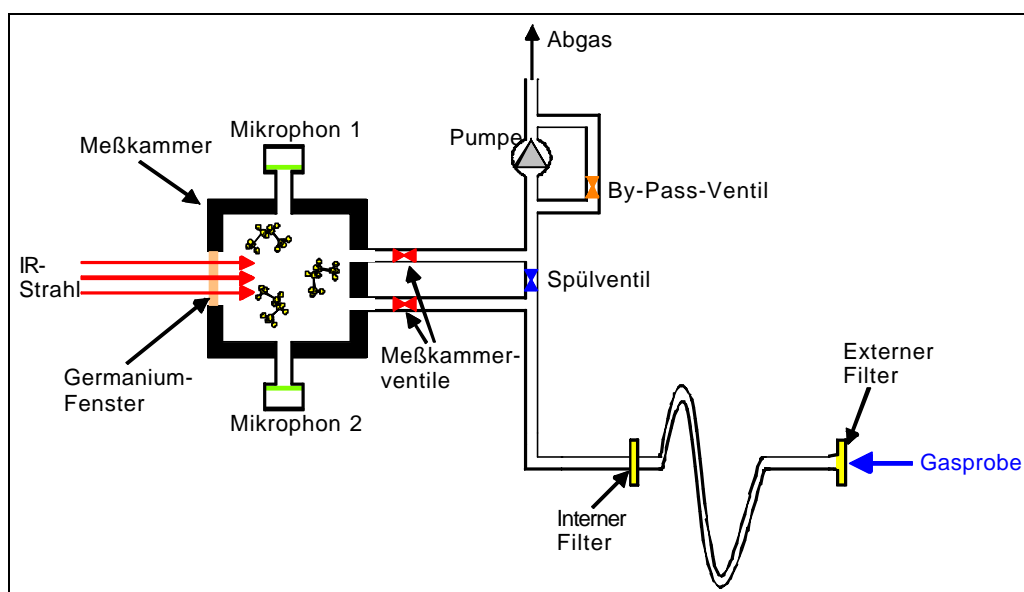 Abgas
Mikrophon 1
Pumpe
Meßkammer
By-Pass-Ventil
IR-
Strahl
Spülventil
Meßkammer-
ventile
Germanium-
Fenster
Mikrophon 2
Externer
Filter
Gasprobe
Interner
Filter